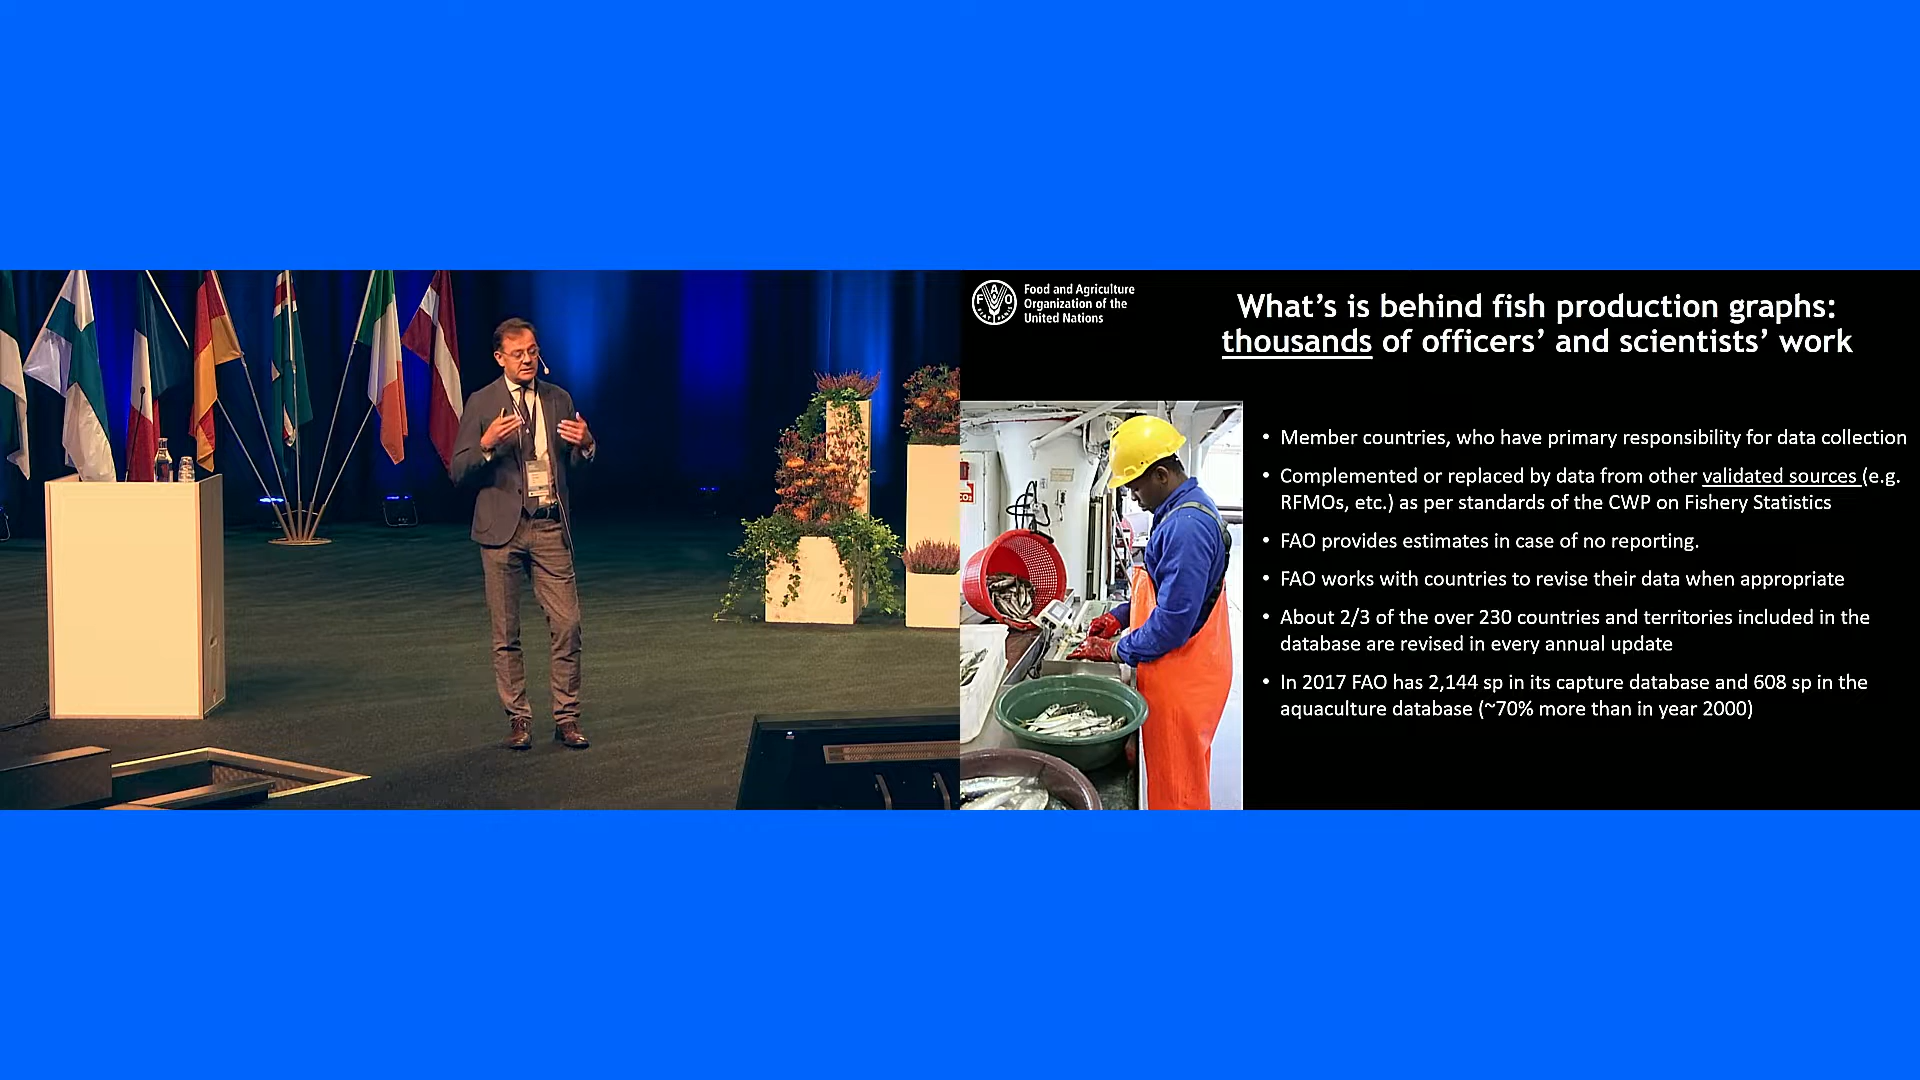 Food and Agriculture
Organization of the
United Nations
What's is behind fish production graphs:
thousands of officers' and scientists' work
• Member countries, who have primary responsibility for data collection
• Complemented or replaced by data from other validated sources (e.g.
RFMOs, etc.) as per standards of the CWP on Fishery Statistics
• FAO provides estimates in case of no reporting.
• FAO works with countries to revise their data when appropriate
• About 2/3 of the over 230 countries and territories included in the
database are revised in every annual update
• In 2017 FAO has 2,144 sp in its capture database and 608 sp in the
aquaculture database (~70% more than in year 2000)